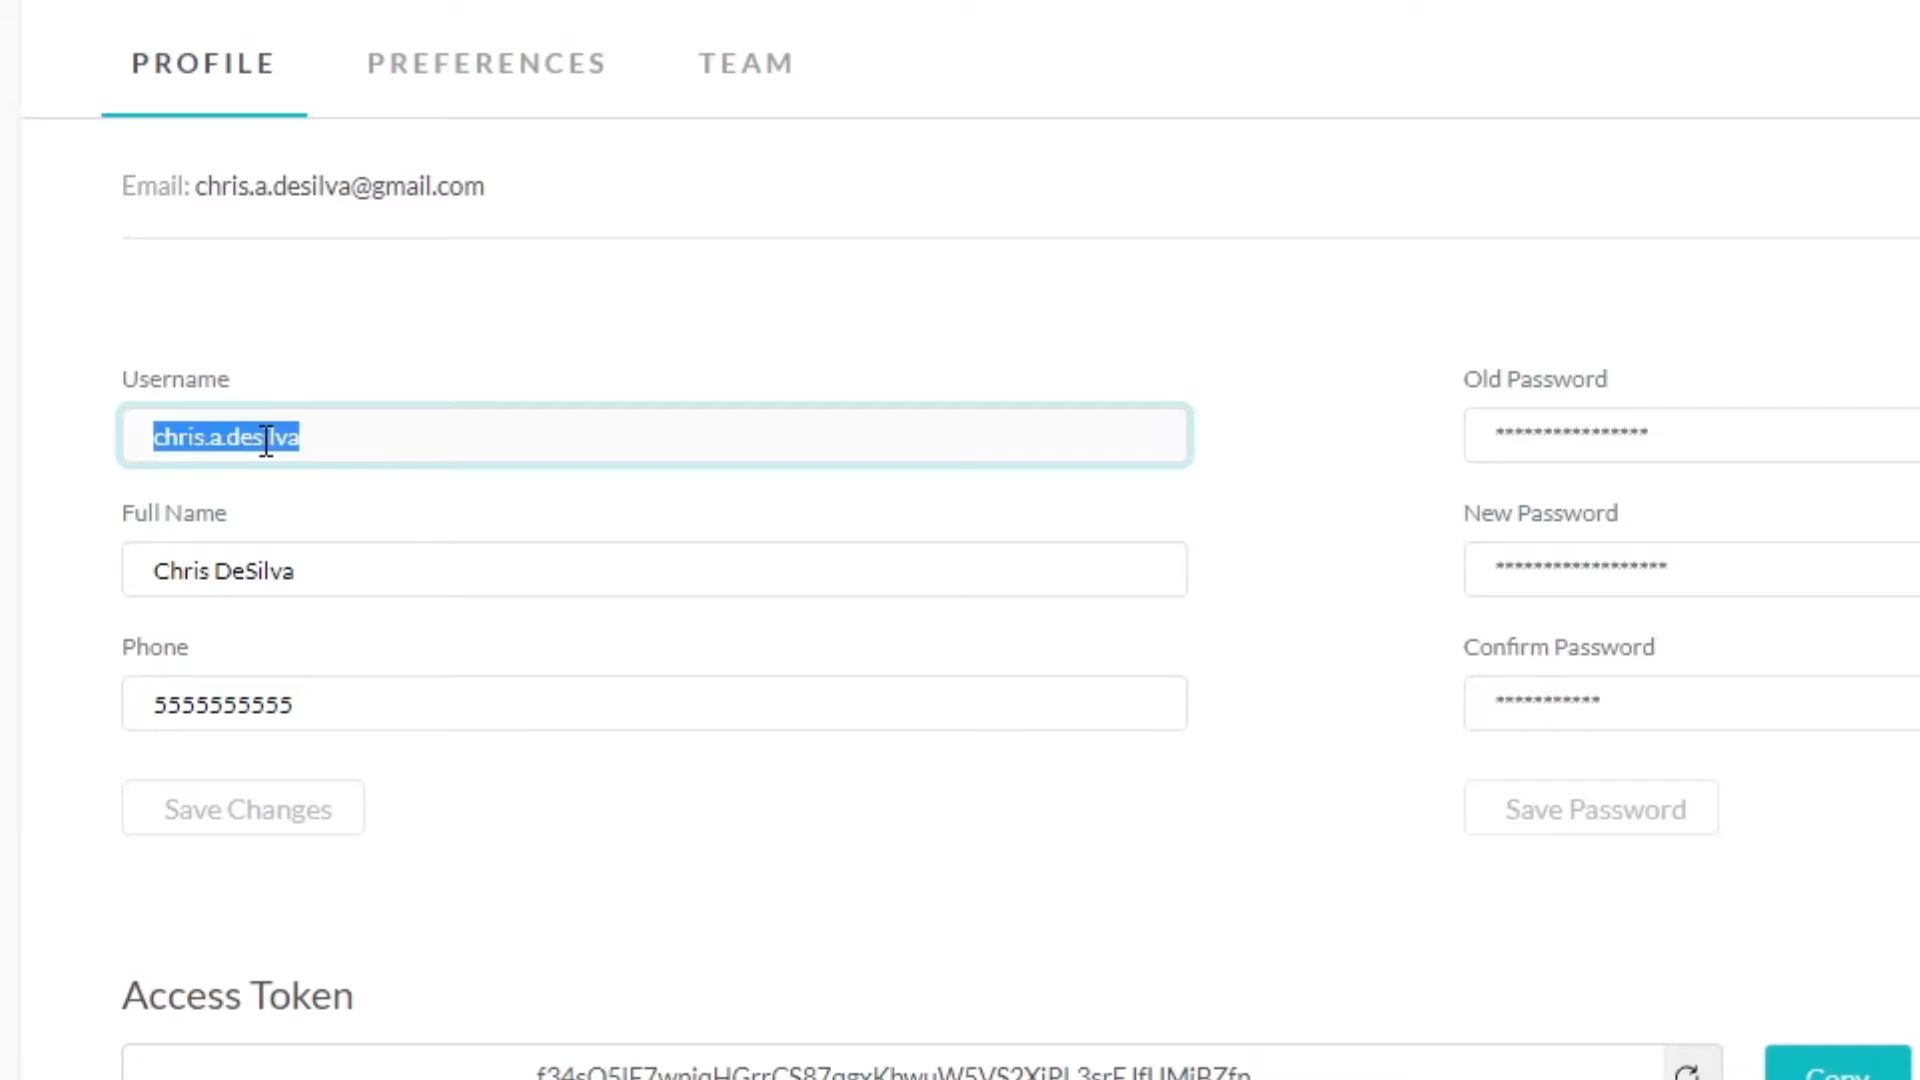 PROFILE PREFERENCES TEAM
Email: chris.a.desilva@gmail.com
Username
Old Password
chris.a.desilva
****************
Full Name
New Password
Chris DeSilva
******************
Phone
Confirm Password
5555555555
***********
Save Changes
Save Password
Access Token
Copy